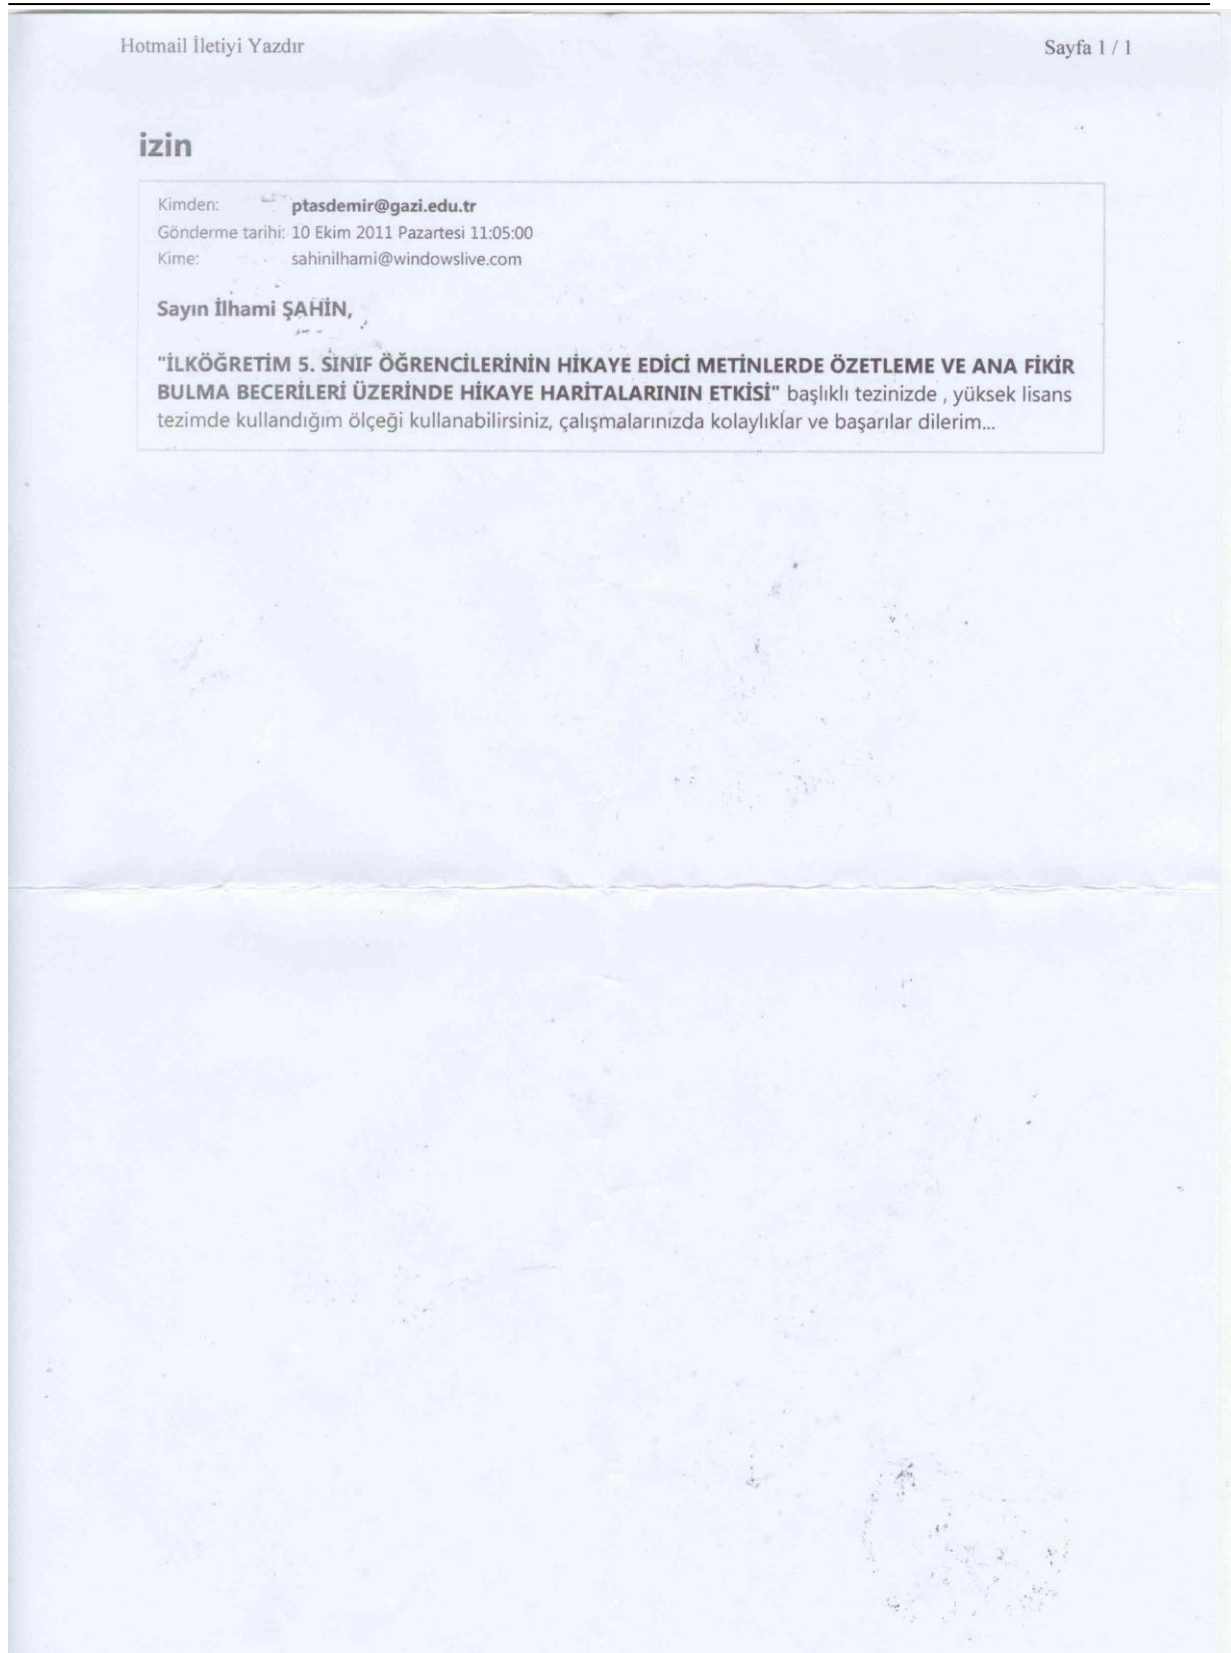 Hotmail İletiyi Yazdır Sayfa 1 / 1
izin
Kimden: ptasdemir@gazi.edu.tr
Gönderme tarihi: 10 Ekim 2011 Pazartesi 11:05:00
Kime: sahinilhami@windowslive.com
Sayın İlhami ŞAHİN,
"İLKÖĞRETİM 5. SINIF ÖĞRENCİLERİNİN HİKAYE EDİCİ METİNLERDE ÖZETLEME VE ANA FİKİR
BULMA BECERİLERİ ÜZERİNDE HİKAYE HARİTALARININ ETKİSİ" başlıklı tezinizde , yüksek lisans
tezimde kullandığım ölçeği kullanabilirsiniz, çalışmalarınızda kolaylıklar ve başarılar dilerim...